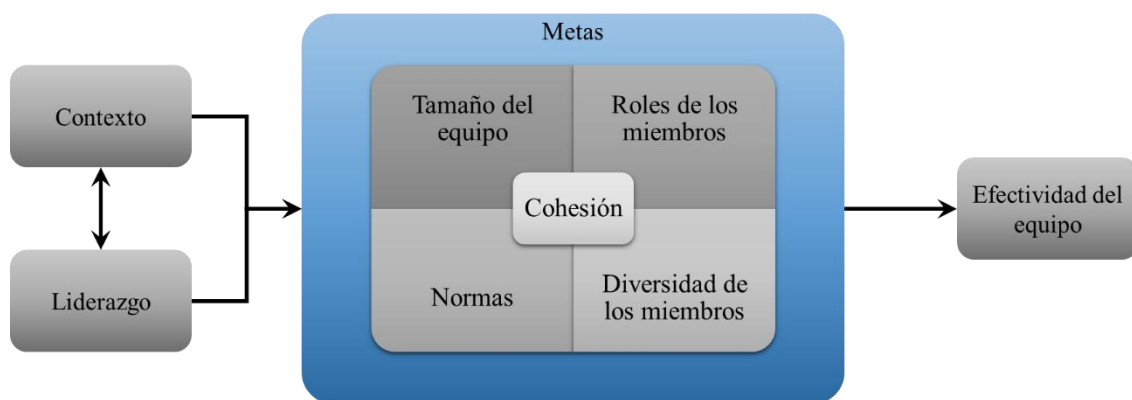 Metas
Contexto
Liderazgo
Tamaño del
equipo
Roles de los
miembros
Cohesión
Normas
Diversidad de
los miembros
Efectividad del
equipo